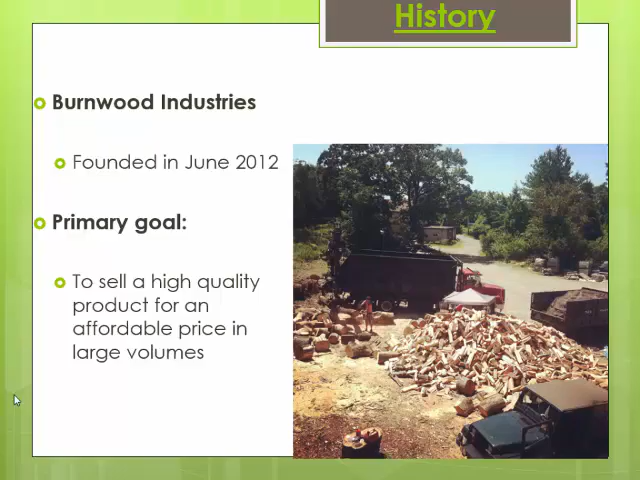 History
Burnwood Industries
Founded in June 2012
Primary goal:
To sell a high quality
product for an
affordable price in
large volumes